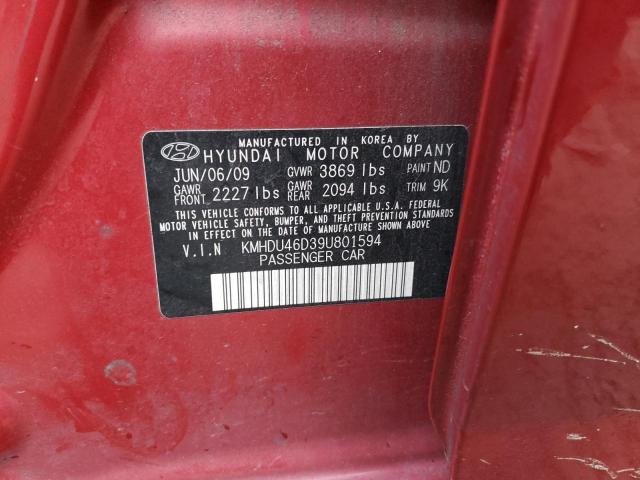 MANUFACTURED IN KOREA BY
HYUNDAI MOTOR COMPANY
JUN/06/09 GVWR 3869 lbs PAINT ND
GAWR FRONT 2227 lbs GAWR REAR 2094 lbs TRIM 9K
THIS VEHICLE CONFORMS TO ALL APPLICABLE U.S.A. FEDERAL
MOTOR VEHICLE SAFETY, BUMPER, AND THEFT PREVENTION
STANDARDS IN EFFECT ON THE DATE OF MANUFACTURE SHOWN ABOVE
V.I.N KMHDU46D39U801594
PASSENGER CAR